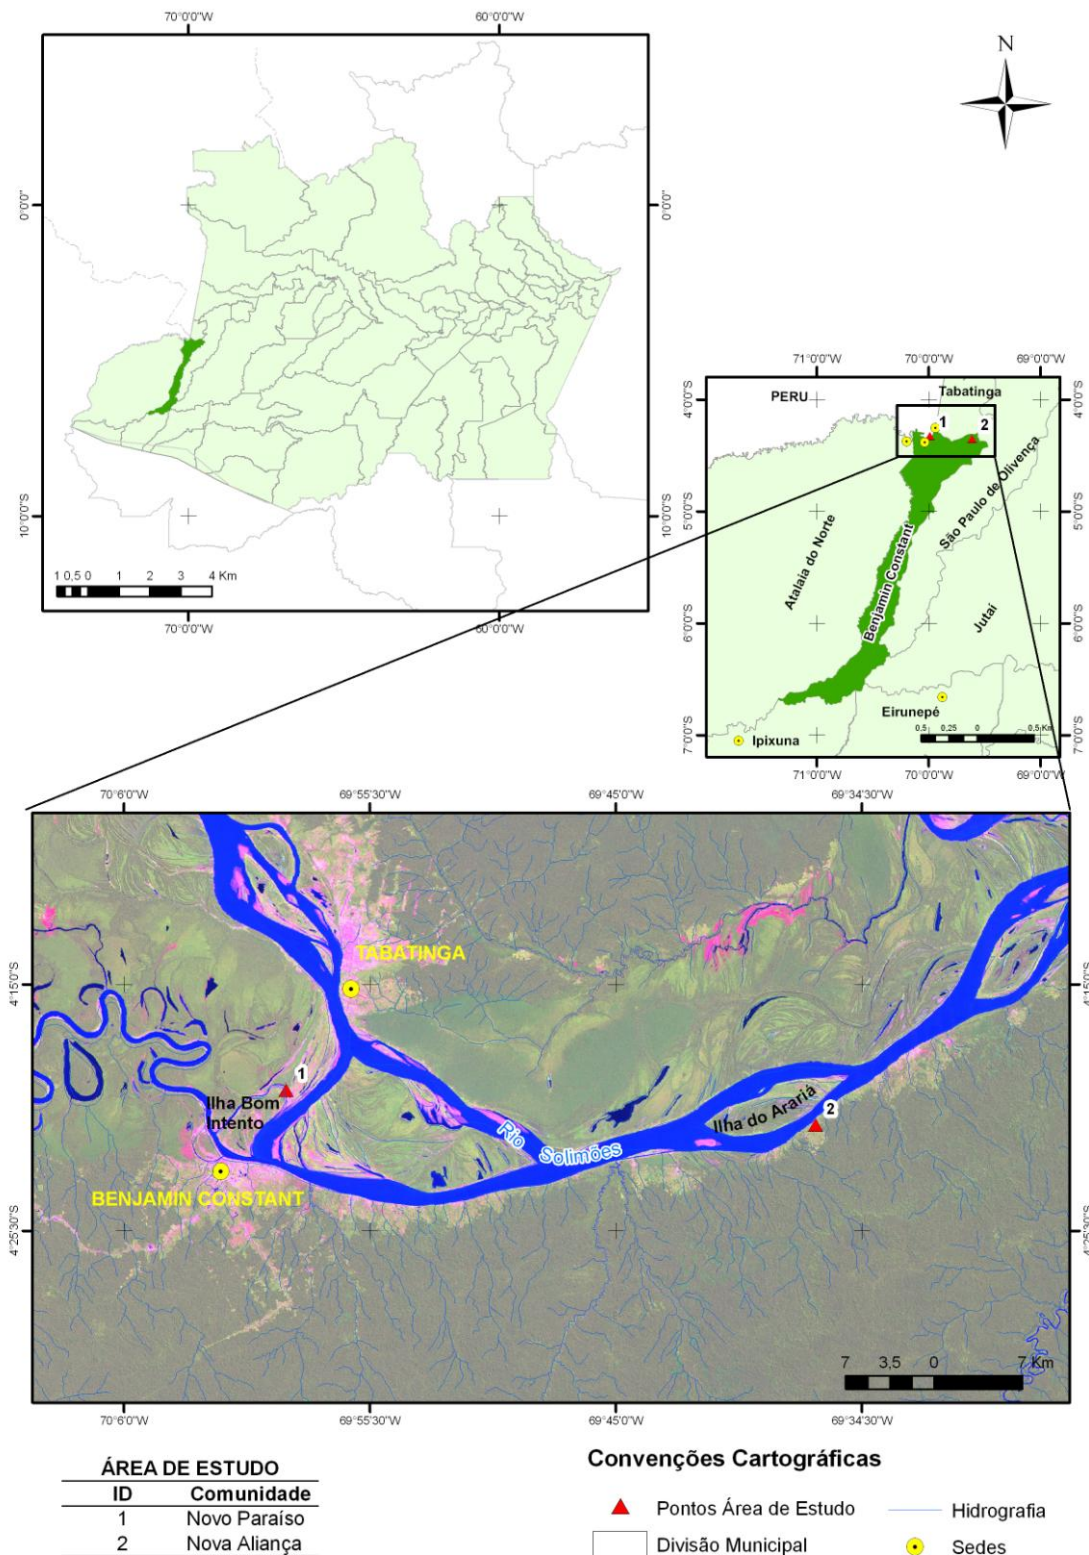 70°0'0"W
60°0'0"W
N
0°0'0"
0°0'0"
10°0'0"S
10°0'0"S
1 0,5 0 1 2 3 4 Km
70°0'0"W
60°0'0"W
71°0'0"W
70°0'0"W
69°0'0"W
PERU
Tabatinga
4°0'0"S
4°0'0"S
1
2
São Paulo de Olivença
5°0'0"S
5°0'0"S
Atalaia do Norte
Benjamin Constant
Jutaí
6°0'0"S
6°0'0"S
Eirunepé
0,5 0,25 0 0,5 Km
Ipixuna
7°0'0"S
7°0'0"S
71°0'0"W
70°0'0"W
69°0'0"W
70°6'0"W
69°55'30"W
69°45'0"W
69°34'30"W
TABATINGA
4°15'0"S
4°15'0"S
1
Ilha Bom
Intento
Ilha do Arariá
2
Rio Solimões
BENJAMIN CONSTANT
4°25'30"S
4°25'30"S
7 3,5 0 7 Km
70°6'0"W
69°55'30"W
69°45'0"W
69°34'30"W
ÁREA DE ESTUDO
ID Comunidade
1 Novo Paraíso
2 Nova Aliança
Convenções Cartográficas
Pontos Área de Estudo
Hidrografia
Divisão Municipal
Sedes